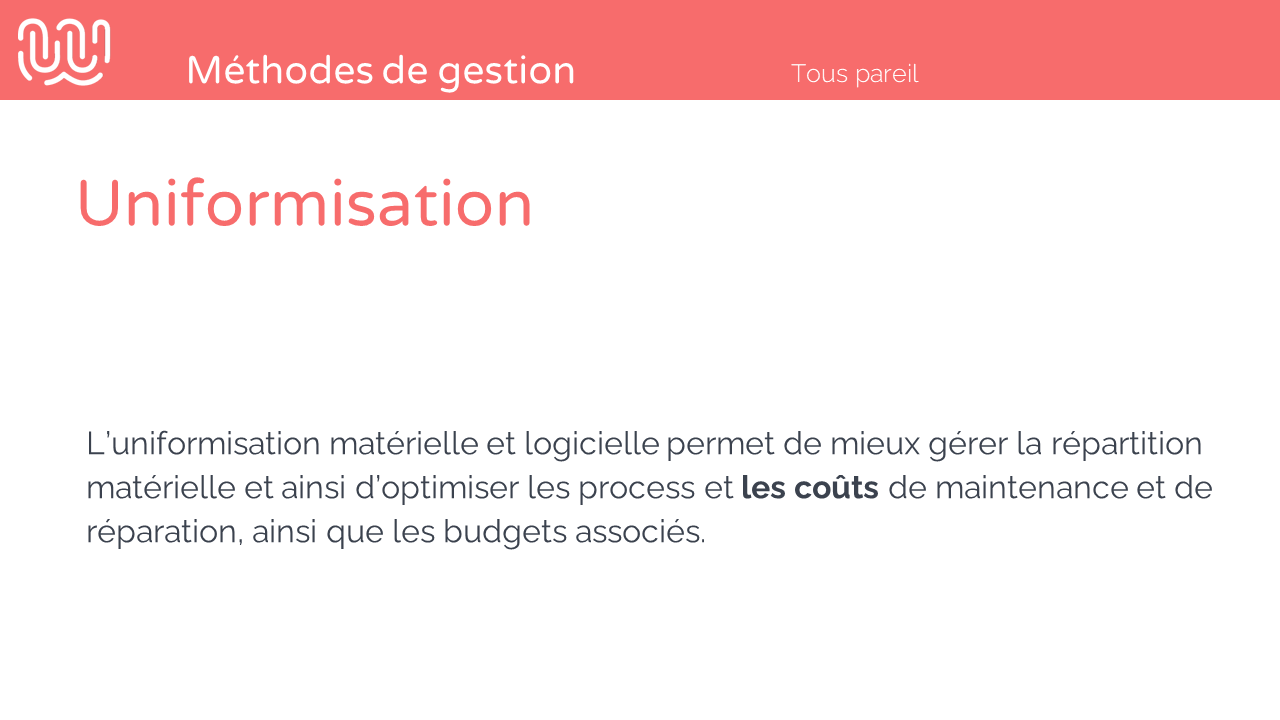 Méthodes de gestion
Tous pareil
Uniformisation
L’uniformisation matérielle et logicielle permet de mieux gérer la répartition
matérielle et ainsi d’optimiser les process et les coûts de maintenance et de
réparation, ainsi que les budgets associés.